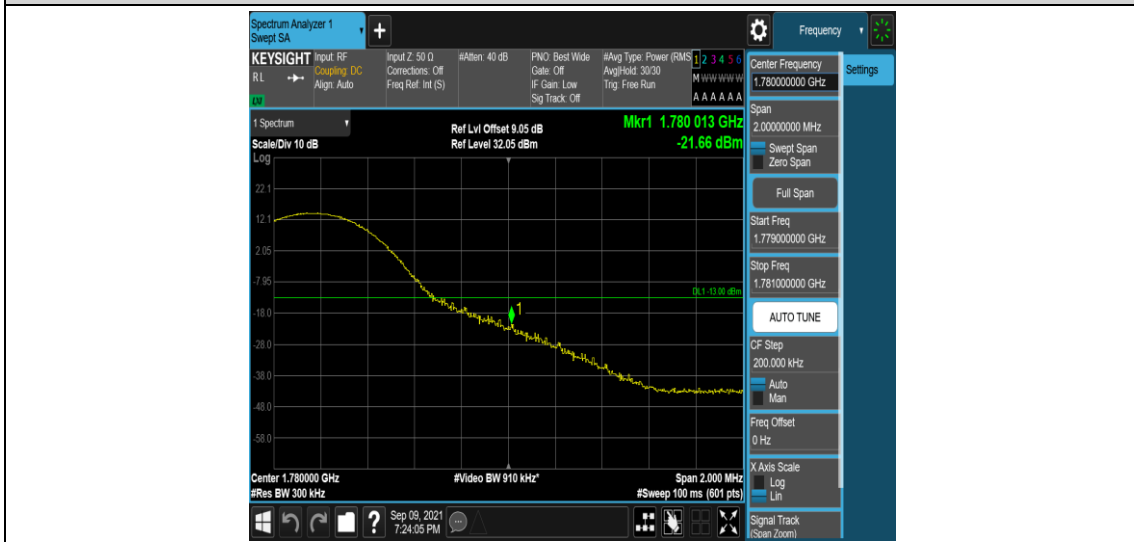 Spectrum Analyzer 1
Swept SA
+
Frequency
KEYSIGHT
RL
LXI
Input: RF
Coupling: DC
Align: Auto
Input Z: 50 Ω
Corrections: Off
Freq Ref: Int (S)
#Atten: 40 dB
PNO: Best Wide
Gate: Off
IF Gain: Low
Sig Track: Off
#Avg Type: Power (RMS
Avg|Hold: 30/30
Trig: Free Run
1 2 3 4 5 6
M W W W W W
A A A A A A
1 Spectrum
Scale/Div 10 dB
Log
Ref Lvl Offset 9.05 dB
Ref Level 32.05 dBm
Mkr1 1.780 013 GHz
-21.66 dBm
22.1
12.1
2.05
-7.95
DL1 -13.00 dBm
-18.0
1
-28.0
-38.0
-48.0
-58.0
Center 1.780000 GHz
#Res BW 300 kHz
#Video BW 910 kHz*
Span 2.000 MHz
#Sweep 100 ms (601 pts)
?
Sep 09, 2021
7:24:05 PM
Center Frequency
1.780000000 GHz
Settings
Span
2.00000000 MHz
Swept Span
Zero Span
Full Span
Start Freq
1.779000000 GHz
Stop Freq
1.781000000 GHz
AUTO TUNE
CF Step
200.000 kHz
Auto
Man
Freq Offset
0 Hz
X Axis Scale
Log
Lin
Signal Track
(Span Zoom)